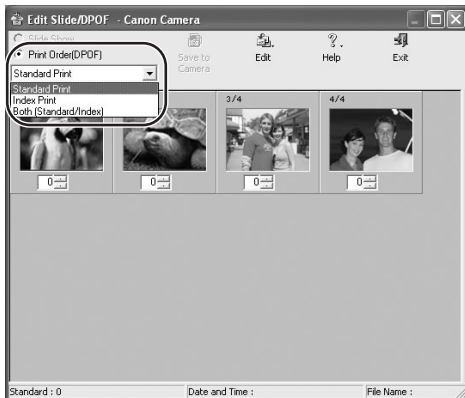 Edit Slide/DPOF - Canon Camera
Slide Show
Print Order(DPOF)
Save to
Camera
Edit
Help
Exit
Standard Print
Standard Print
Index Print
Both (Standard/Index)
3/4
4/4
0
0
0
0
Standard : 0
Date and Time :
File Name :